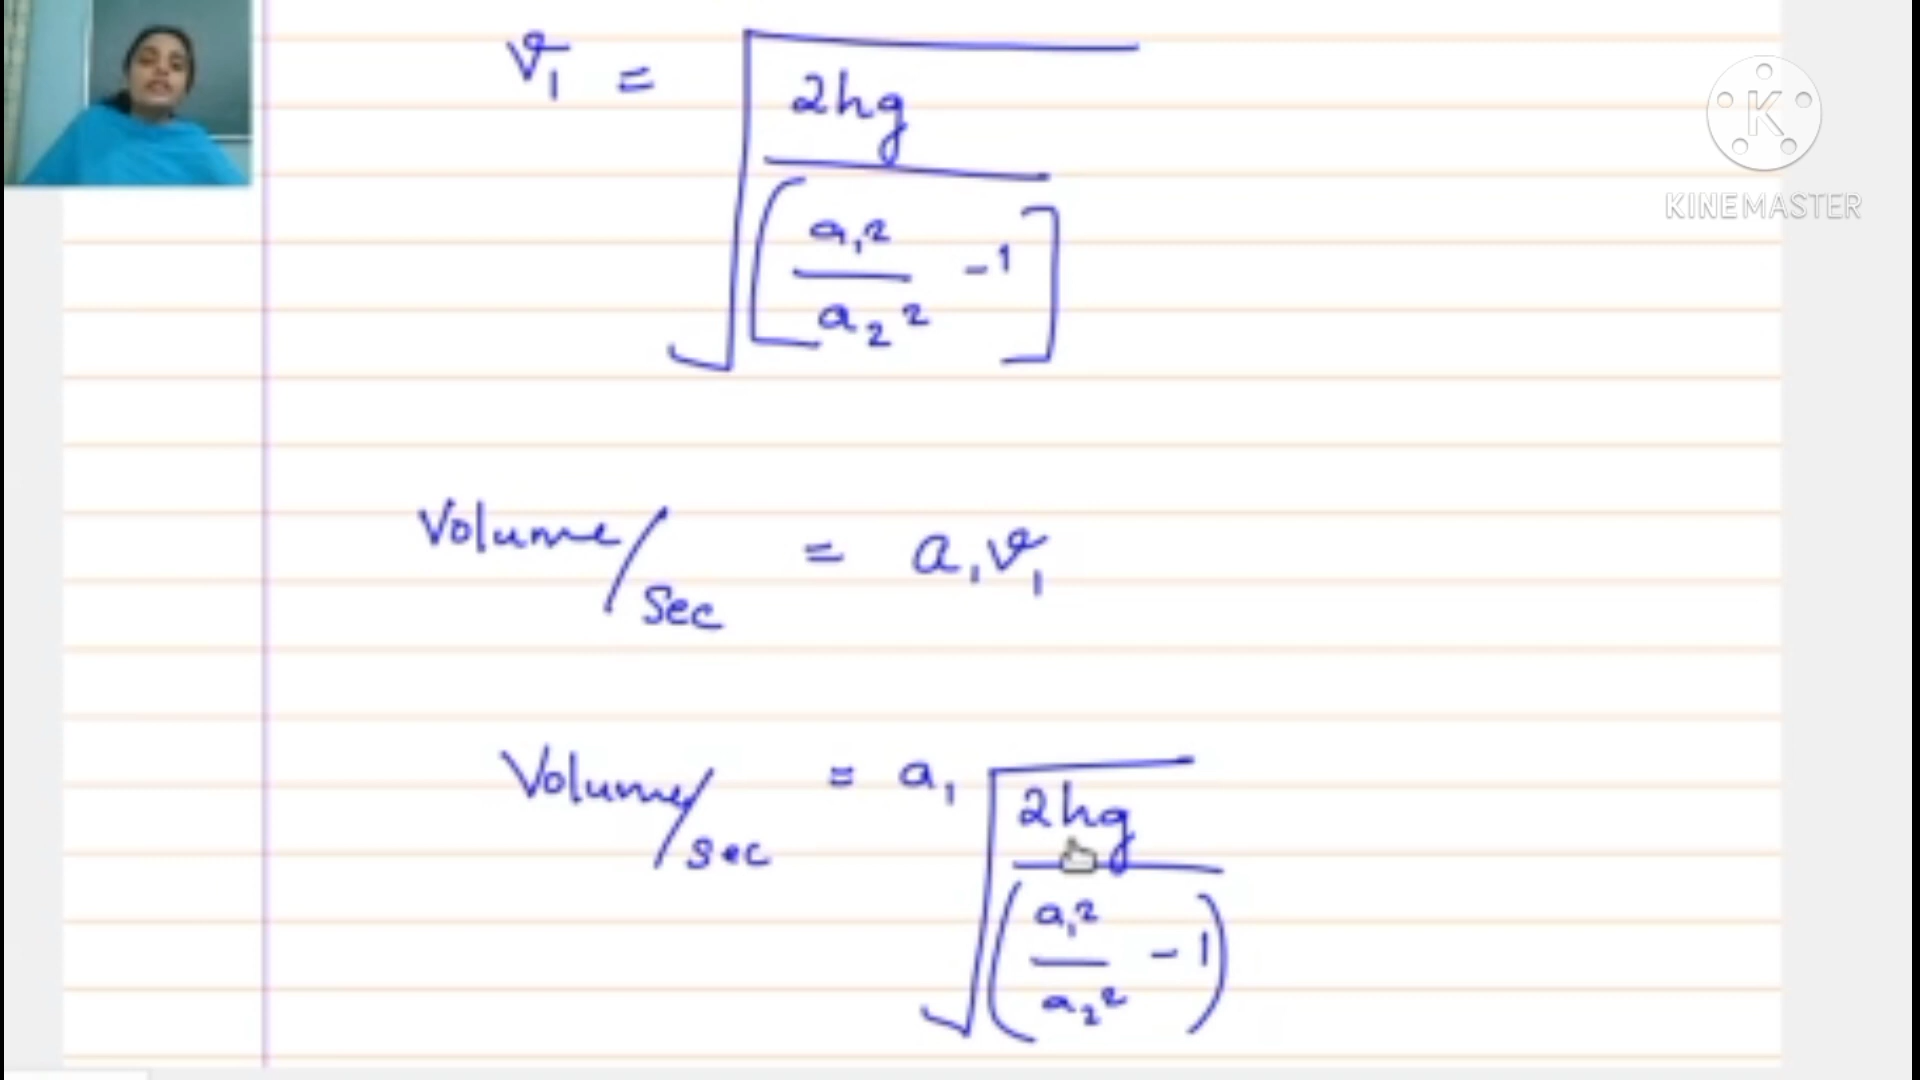 v₁ = √ 2hg / [ a₁² / a₂² - 1 ]
K
KINEMASTER
Volume/sec = a₁v₁
Volume/sec = a₁ √ 2hg / ( a₁² / a₂² - 1 )